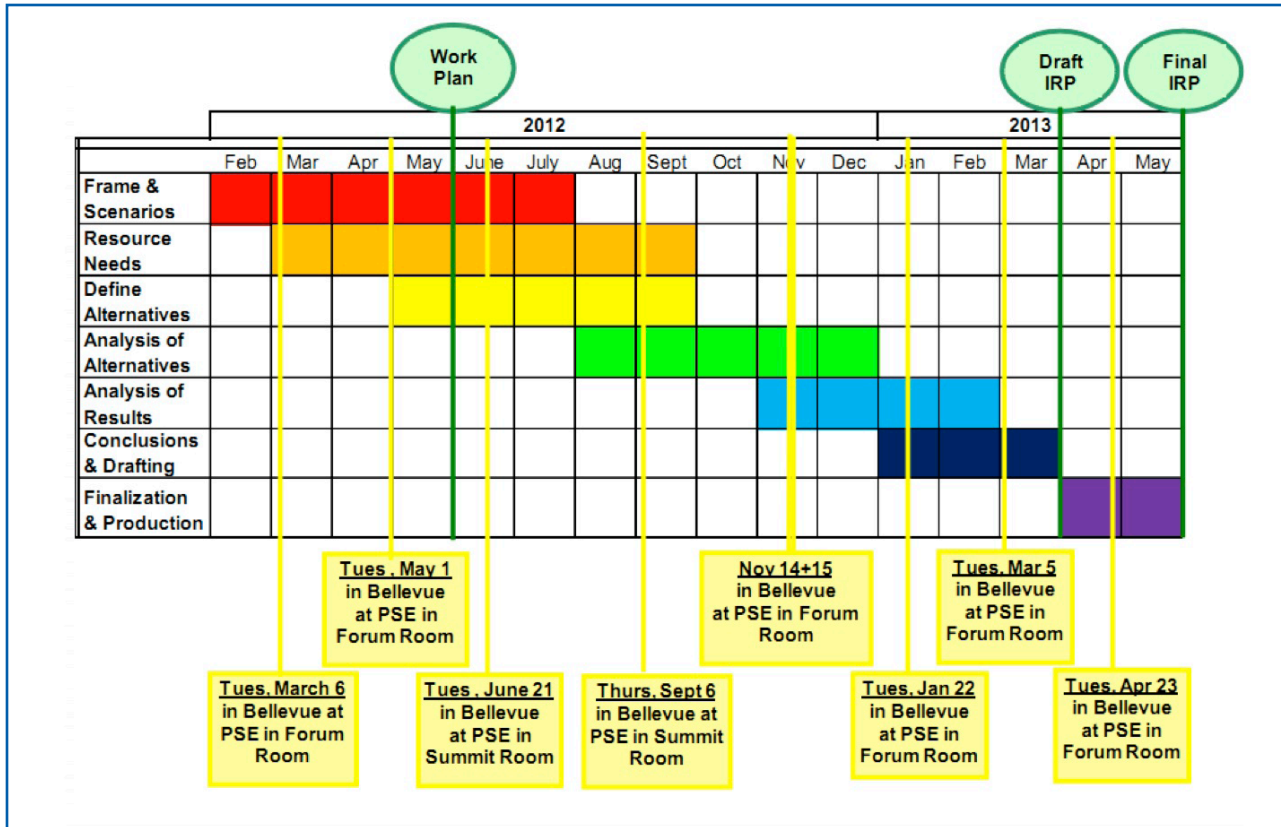 Work
Plan
Draft
IRP
Final
IRP
2012 2013
Feb Mar Apr May June July Aug Sept Oct Nov Dec Jan Feb Mar Apr May
Frame &
Scenarios
Resource
Needs
Define
Alternatives
Analysis of
Alternatives
Analysis of
Results
Conclusions
& Drafting
Finalization
& Production
Tues, May 1
in Bellevue
at PSE in
Forum Room
Nov 14+15
in Bellevue
at PSE in Forum
Room
Tues, Mar 5
in Bellevue
at PSE in
Forum Room
Tues, March 6
in Bellevue at
PSE in Forum
Room
Tues, June 21
in Bellevue
at PSE in
Summit Room
Thurs, Sept 6
in Bellevue at
PSE in Summit
Room
Tues, Jan 22
in Bellevue
at PSE in
Forum Room
Tues, Apr 23
in Bellevue
at PSE in
Forum Room